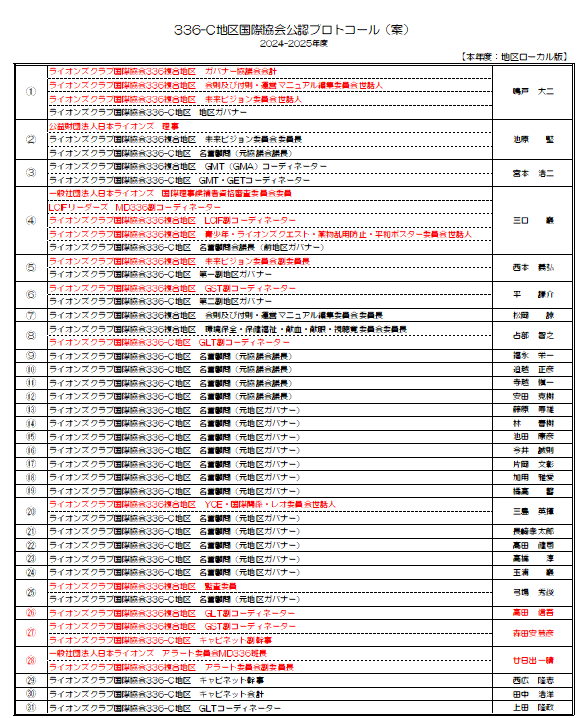 336-C地区国際協会公認プロトコール（案）
2024-2025年度
【本年度：地区ローカル版】
① ライオンズクラブ国際協会336複合地区 ガバナー協議会会計 鳴戸 大二
ライオンズクラブ国際協会336複合地区 会則及び付則・運営マニュアル編集委員会世話人
ライオンズクラブ国際協会336複合地区 未来ビジョン委員会世話人
ライオンズクラブ国際協会336-C地区 地区ガバナー
② 公益財団法人日本ライオンズ 理事 池原 堅
ライオンズクラブ国際協会336複合地区 未来ビジョン委員会委員長
ライオンズクラブ国際協会336-C地区 名誉顧問（元協議会議長）
③ ライオンズクラブ国際協会336複合地区 GMT（GMA）コーディネーター 宮本 浩二
ライオンズクラブ国際協会336-C地区 GMT・GETコーディネーター
④ 一般社団法人日本ライオンズ 国際理事候補者資格審査委員会委員 三口 巌
LCIFリーダーズ MD336副コーディネーター
ライオンズクラブ国際協会336複合地区 LCIF副コーディネーター
ライオンズクラブ国際協会336複合地区 青少年・ライオンズクエスト・薬物乱用防止・平和ポスター委員会世話人
ライオンズクラブ国際協会336-C地区 名誉顧問会議長（前地区ガバナー）
⑤ ライオンズクラブ国際協会336複合地区 未来ビジョン委員会副委員長 西本 義弘
ライオンズクラブ国際協会336-C地区 第一副地区ガバナー
⑥ ライオンズクラブ国際協会336複合地区 GST副コーディネーター 平 謙介
ライオンズクラブ国際協会336-C地区 第二副地区ガバナー
⑦ ライオンズクラブ国際協会336複合地区 会則及び付則・運営マニュアル編集委員会委員長 松岡 諒
⑧ ライオンズクラブ国際協会336複合地区 環境保全・保健福祉・献血・献眼・視聴覚委員会委員長 占部 智之
ライオンズクラブ国際協会336-C地区 GLT副コーディネーター
⑨ ライオンズクラブ国際協会336-C地区 名誉顧問（元協議会議長） 福永 栄一
⑩ ライオンズクラブ国際協会336-C地区 名誉顧問（元協議会議長） 追越 正彦
⑪ ライオンズクラブ国際協会336-C地区 名誉顧問（元協議会議長） 寺越 慎一
⑫ ライオンズクラブ国際協会336-C地区 名誉顧問（元協議会議長） 安田 克樹
⑬ ライオンズクラブ国際協会336-C地区 名誉顧問（元地区ガバナー） 藤原 寿雄
⑭ ライオンズクラブ国際協会336-C地区 名誉顧問（元地区ガバナー） 林 春樹
⑮ ライオンズクラブ国際協会336-C地区 名誉顧問（元地区ガバナー） 池田 康彦
⑯ ライオンズクラブ国際協会336-C地区 名誉顧問（元地区ガバナー） 今井 誠則
⑰ ライオンズクラブ国際協会336-C地区 名誉顧問（元地区ガバナー） 片岡 文彰
⑱ ライオンズクラブ国際協会336-C地区 名誉顧問（元地区ガバナー） 加用 雅愛
⑲ ライオンズクラブ国際協会336-C地区 名誉顧問（元地区ガバナー） 橋高
⑳ ライオンズクラブ国際協会336複合地区 YCE・国際関係・レオ委員会世話人 三島 英揮
ライオンズクラブ国際協会336-C地区 名誉顧問（元地区ガバナー）
㉑ ライオンズクラブ国際協会336-C地区 名誉顧問（元地区ガバナー） 長崎孝太郎
㉒ ライオンズクラブ国際協会336-C地区 名誉顧問（元地区ガバナー） 高田 健司
㉓ ライオンズクラブ国際協会336-C地区 名誉顧問（元地区ガバナー） 高橋 淳
㉔ ライオンズクラブ国際協会336-C地区 名誉顧問（元地区ガバナー） 玉浦 巌
㉕ ライオンズクラブ国際協会336複合地区 監査委員 弓場 秀俊
ライオンズクラブ国際協会336-C地区 名誉顧問（元地区ガバナー）
㉖ ライオンズクラブ国際協会336複合地区 GLT副コーディネーター 高田 信吾
㉗ ライオンズクラブ国際協会336複合地区 GST副コーディネーター 森田安菜彦
ライオンズクラブ国際協会336-C地区 キャビネット副幹事
㉘ 一般社団法人日本ライオンズ アラート委員会MD336班長 廿日出一晴
ライオンズクラブ国際協会336複合地区 アラート委員会副委員長
㉙ ライオンズクラブ国際協会336-C地区 キャビネット幹事 西広 隆志
㉚ ライオンズクラブ国際協会336-C地区 キャビネット会計 田中 浩洋
㉛ ライオンズクラブ国際協会336-C地区 GLTコーディネーター 上田 隆政